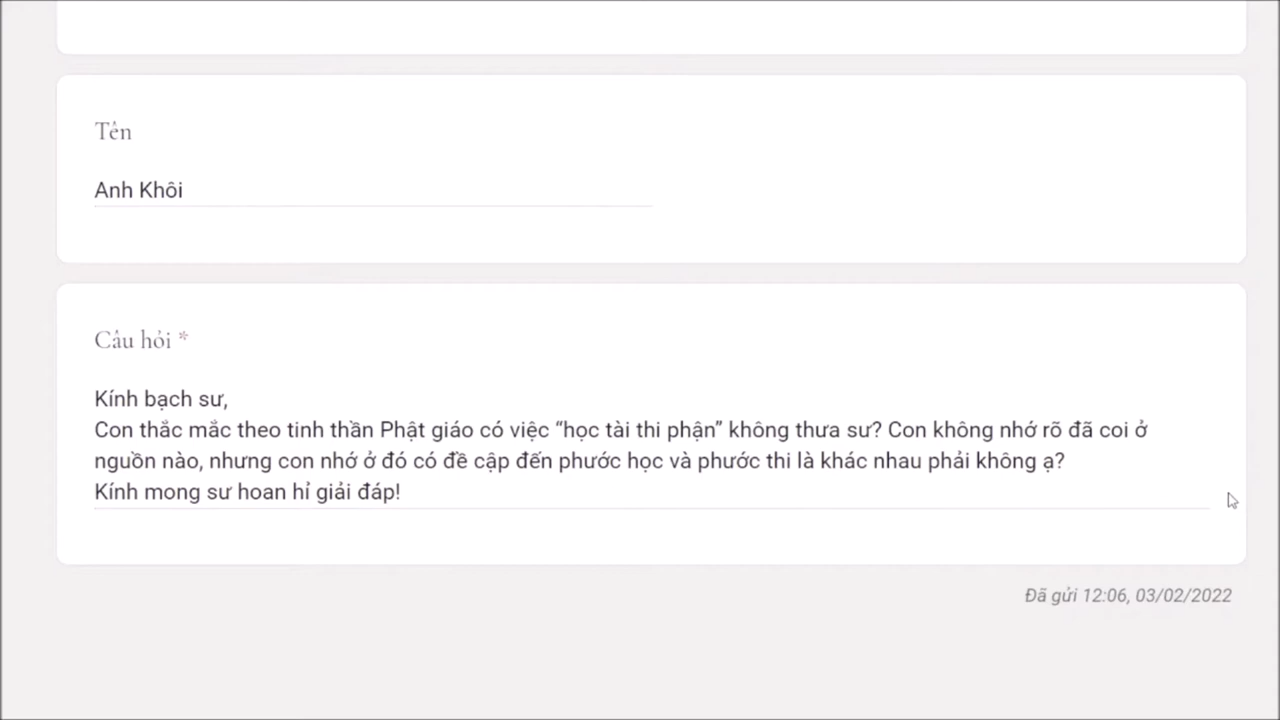 Tên
Anh Khôi
Câu hỏi *
Kính bạch sư,
Con thắc mắc theo tinh thần Phật giáo có việc “học tài thi phận” không thưa sư? Con không nhớ rõ đã coi ở
nguồn nào, nhưng con nhớ ở đó có đề cập đến phước học và phước thi là khác nhau phải không ạ?
Kính mong sư hoan hỉ giải đáp!
Đã gửi 12:06, 03/02/2022